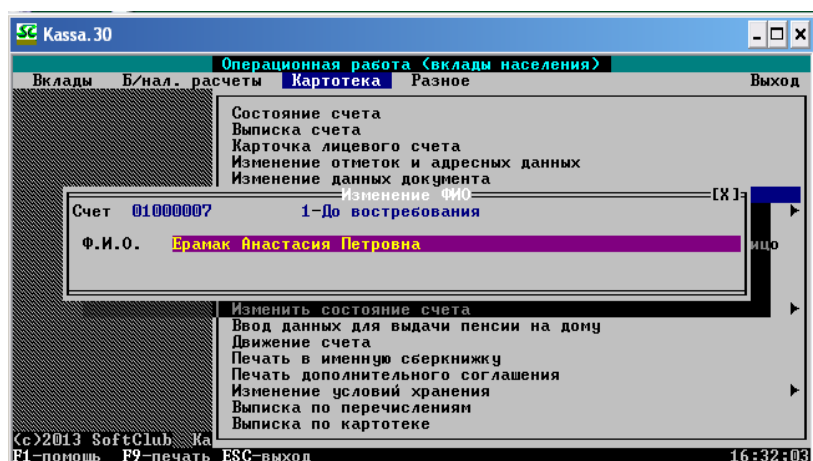 Kassa.30
Операционная работа (вклады населения)
Вклады Б/нал. расчеты Картотека Разное Выход
Состояние счета
Выписка счета
Карточка лицевого счета
Изменение отметок и адресных данных
Изменение данных документа
Изменение ФИО [X]
Счет 01000007 1-До востребования
Ф.И.О. Ерамак Анастасия Петровна
Изменить состояние счета
Ввод данных для выдачи пенсии на дому
Движение счета
Печать в именную сберкнижку
Печать дополнительного соглашения
Изменение условий хранения
Выписка по перечислениям
Выписка по картотеке
(c)2013 SoftClub Ka
F1-помощь F9-печать ESC-выход 16:32:03